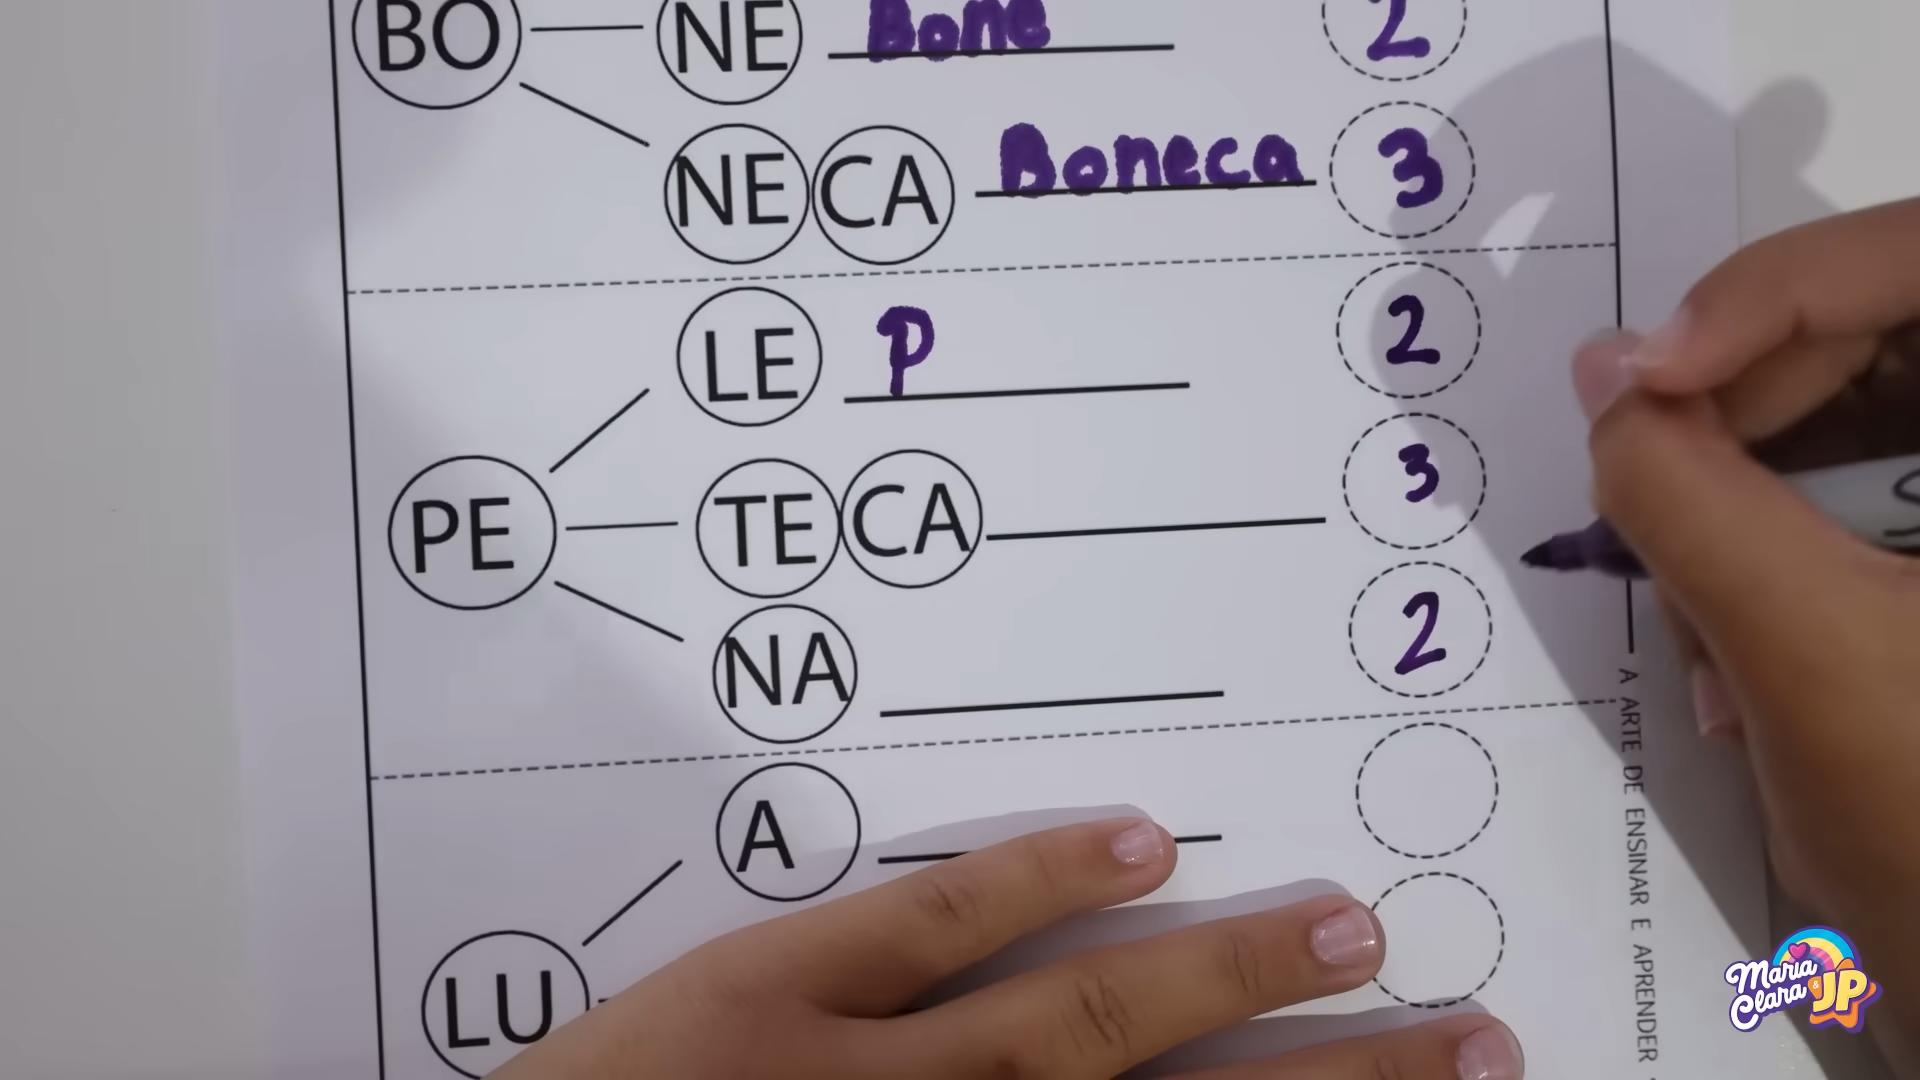 BO NE Bone 2
NE CA Boneca 3
LE P 2
PE TE CA 3
NA 2
A
LU
A ARTE DE ENSINAR E APRENDER
Maria Clara & JP